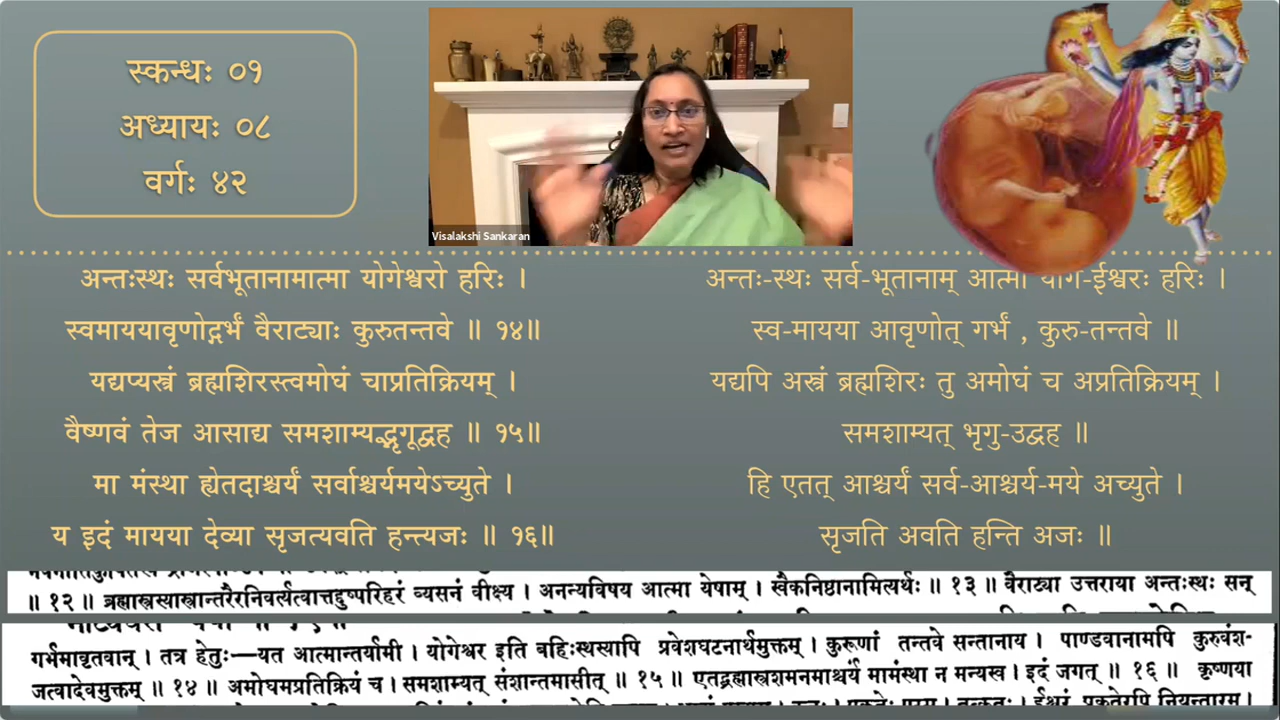 स्कन्धः ०१
अध्यायः ०८
वर्गः ४२
Visalakshi Sankaran
अन्तःस्थः सर्वभूतानामात्मा योगेश्वरो हरिः ।
स्वमाययावृणोद्गर्भं वैराट्याः कुरुतन्तवे ॥ १४॥
यद्यप्यस्त्रं ब्रह्मशिरस्त्वमोघं चाप्रतिक्रियम् ।
वैष्णवं तेज आसाद्य समशाम्यद्भृगूद्वह ॥ १५॥
मा मंस्था ह्येतदाश्चर्यं सर्वाश्चर्यमयेऽच्युते ।
य इदं मायया देव्या सृजत्यवति हन्त्यजः ॥ १६॥
अन्तः-स्थः सर्व-भूतानाम् आत्मा योग-ईश्वरः हरिः ।
स्व-मायया आवृणोत् गर्भं , कुरु-तन्तवे ॥
यद्यपि अस्त्रं ब्रह्मशिरः तु अमोघं च अप्रतिक्रियम् ।
समशाम्यत् भृगु-उद्वह ॥
हि एतत् आश्चर्यं सर्व-आश्चर्य-मये अच्युते ।
सृजति अवति हन्ति अजः ॥
॥ १२ ॥ ब्रह्मास्त्रस्यास्त्रान्तरैरनिवर्त्यत्वात्तद्दुष्परिहरं व्यसनं वीक्ष्य । अनन्यविषय आत्मा येषाम् । स्वैकनिष्ठानामित्यर्थः ॥ १३ ॥ वैराट्या उत्तराया अन्तःस्थः सन्
गर्भमावृतवान् । तत्र हेतुः—यत आत्मान्तर्यामी । योगेश्वर इति बहिःस्थस्यापि प्रवेशघटनार्थमुक्तम् । कुरूणां तन्तवे सन्तानाय । पाण्डवानामपि कुरुवंश-
जत्वादेवमुक्तम् ॥ १४ ॥ अमोघमप्रतिक्रियं च । समशाम्यत् संशान्तमासीत् ॥ १५ ॥ एतद्ब्रह्मास्त्रशमनमाश्चर्यं मामंस्था न मन्यस्व । इदं जगत् ॥ १६ ॥ कृष्णया